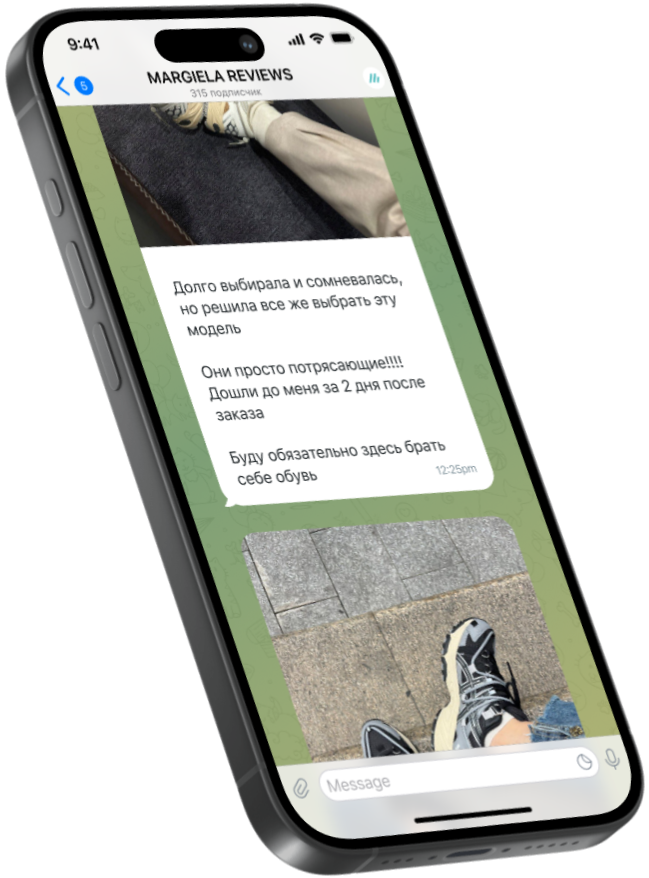 9:41
5
MARGIELA REVIEWS
315 подписчик
Долго выбирала и сомневалась,
но решила все же выбрать эту
модель
Они просто потрясающие!!!!
Дошли до меня за 2 дня после
заказа
Буду обязательно здесь брать
себе обувь
12:25pm
Message